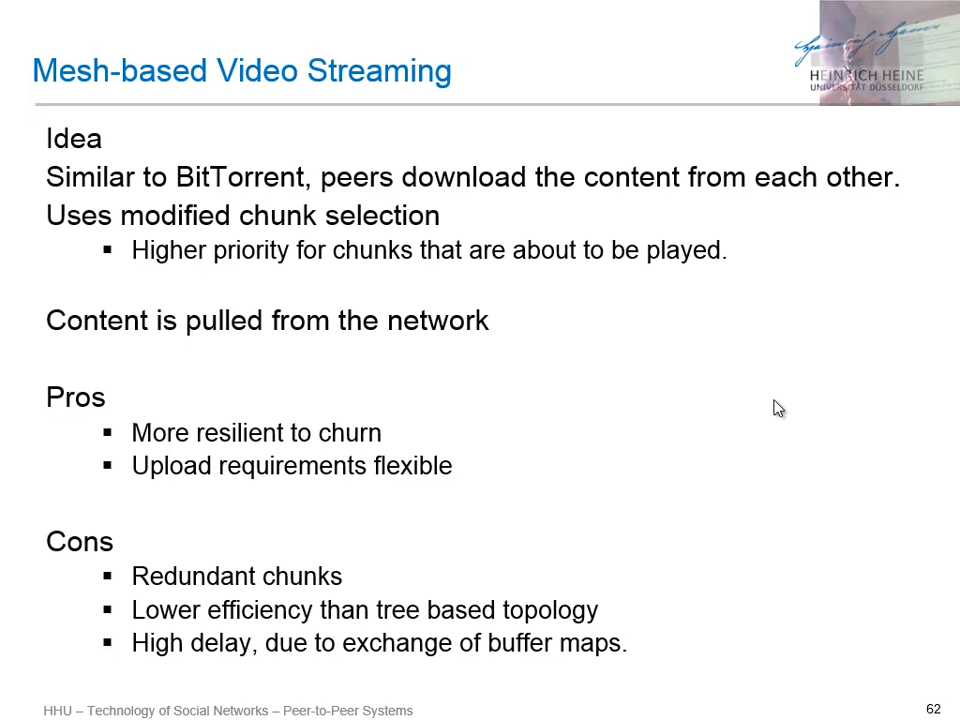 Mesh-based Video Streaming
Heinrich Heine
HEINRICH HEINE
UNIVERSITÄT DÜSSELDORF
Idea
Similar to BitTorrent, peers download the content from each other.
Uses modified chunk selection
▪ Higher priority for chunks that are about to be played.
Content is pulled from the network
Pros
▪ More resilient to churn
▪ Upload requirements flexible
Cons
▪ Redundant chunks
▪ Lower efficiency than tree based topology
▪ High delay, due to exchange of buffer maps.
HHU – Technology of Social Networks – Peer-to-Peer Systems
62